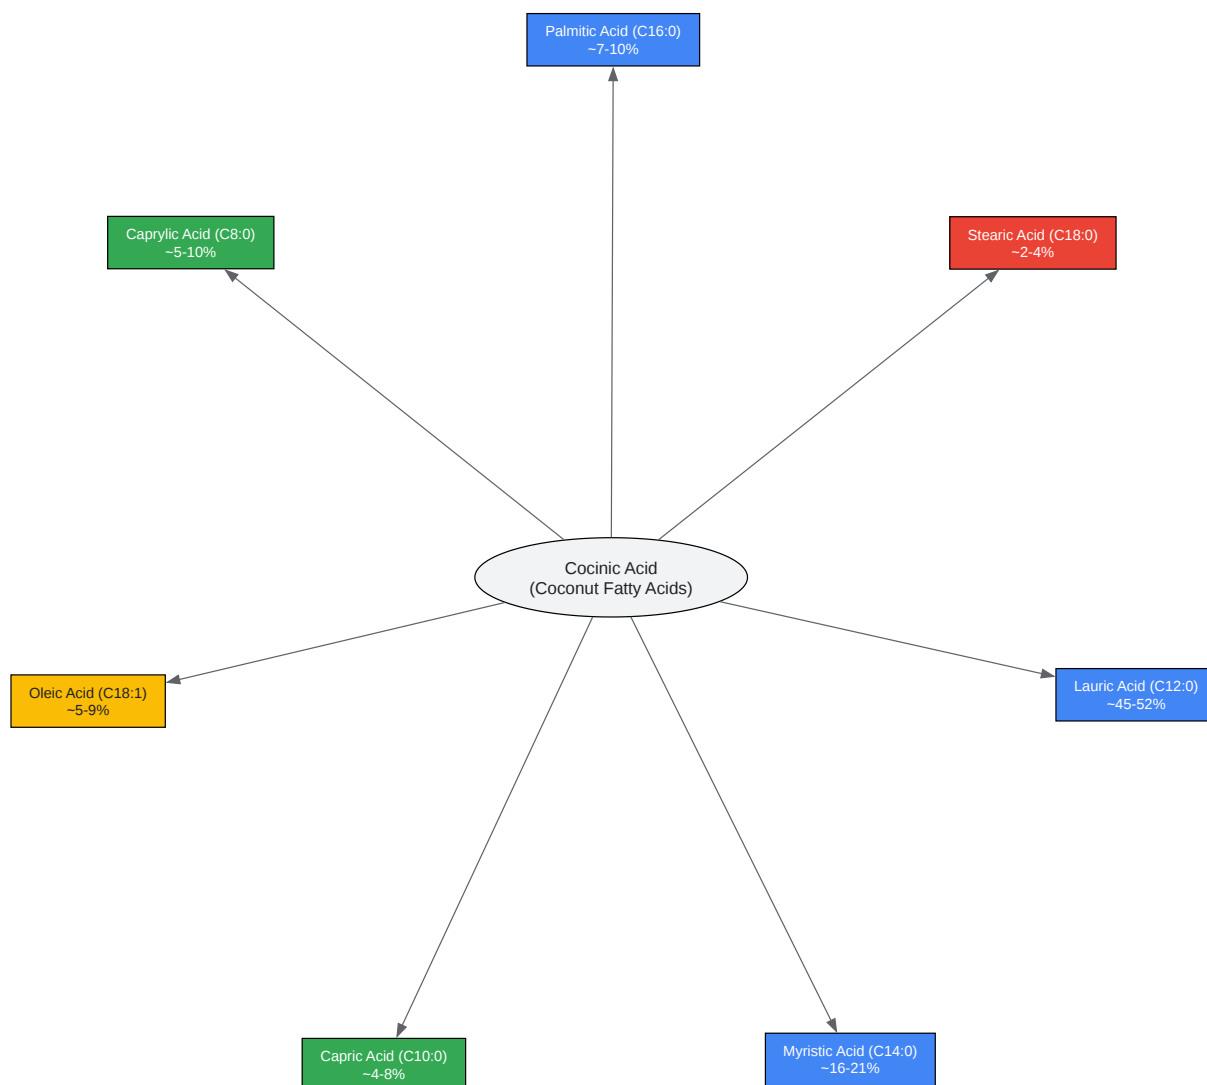 Palmitic Acid (C16:0)
~7-10%
Caprylic Acid (C8:0)
~5-10%
Stearic Acid (C18:0)
~2-4%
Cocinic Acid
(Coconut Fatty Acids)
Oleic Acid (C18:1)
~5-9%
Lauric Acid (C12:0)
~45-52%
Capric Acid (C10:0)
~4-8%
Myristic Acid (C14:0)
~16-21%